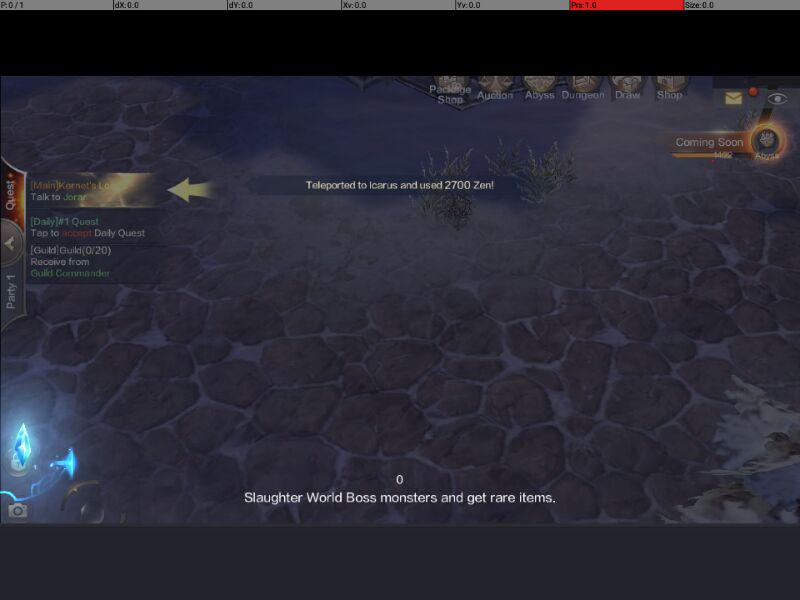 P: 0 / 1
dX: 0.0
dY: 0.0
Xv: 0.0
Yv: 0.0
Prs: 1.0
Size: 0.0
Package
Shop
Auction
Abyss
Dungeon
Draw
Shop
Coming Soon
Abyss
Quest
[Main]Kernet's Lo
Talk to Joran
Teleported to Icarus and used 2700 Zen!
[Daily]#1 Quest
Tap to accept Daily Quest
[Guild]Guild(0/20)
Receive from
Guild Commander
Party 1
0
Slaughter World Boss monsters and get rare items.